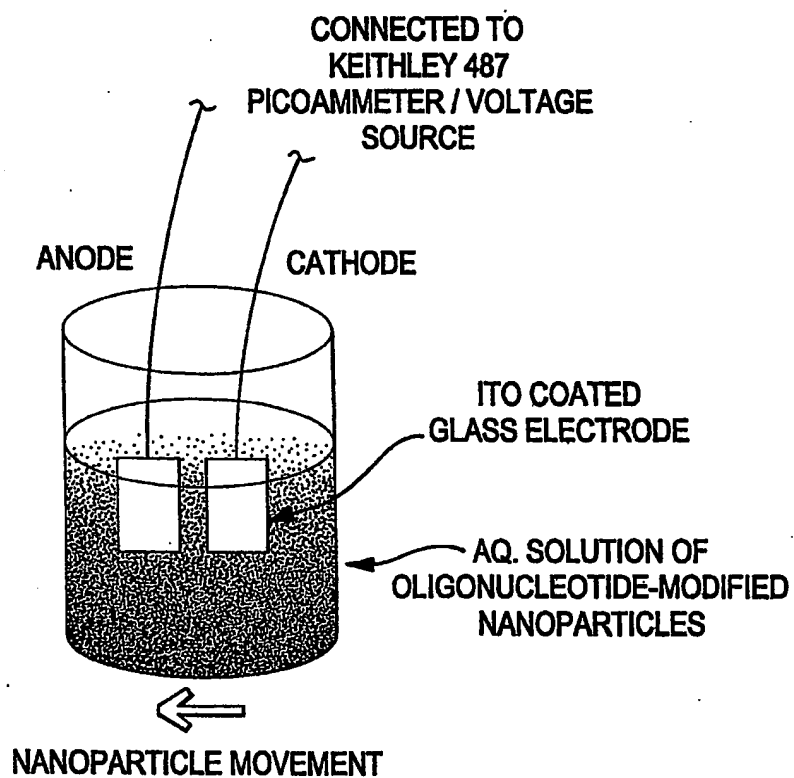 CONNECTED TO
KEITHLEY 487
PICOAMMETER / VOLTAGE
SOURCE
ANODE
CATHODE
ITO COATED
GLASS ELECTRODE
AQ. SOLUTION OF
OLIGONUCLEOTIDE-MODIFIED
NANOPARTICLES
NANOPARTICLE MOVEMENT